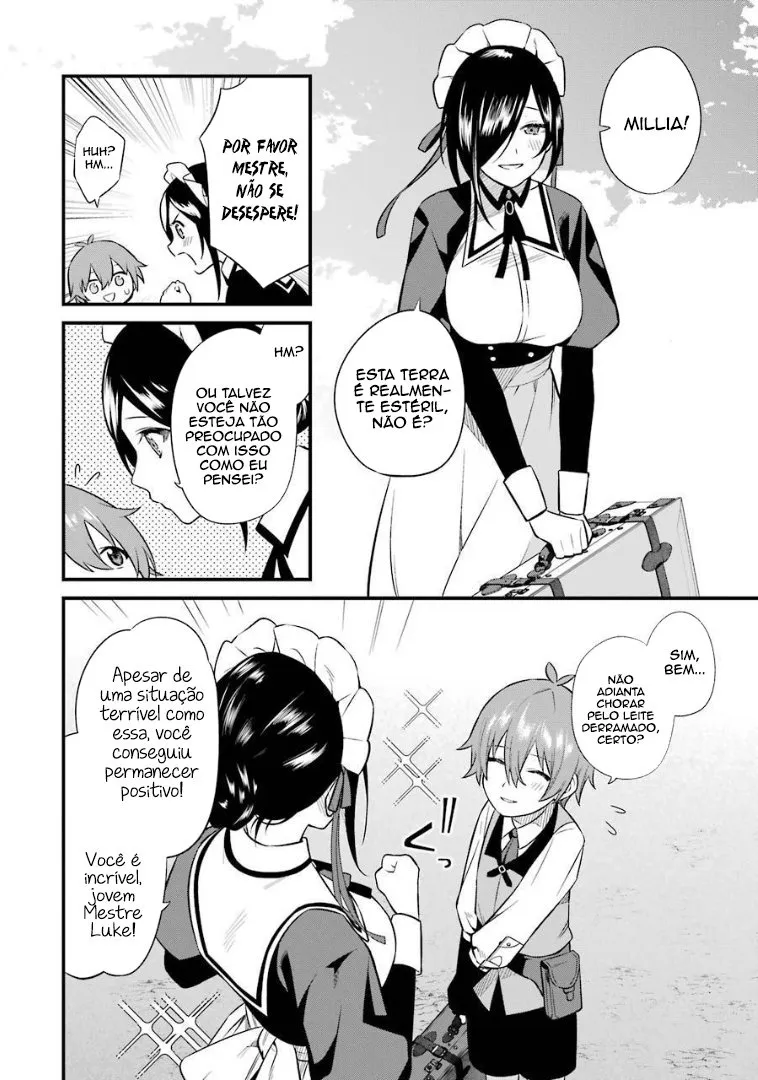 MILLIA!
ESTA TERRA
É REALMEN-
TE ESTÉRIL,
NÃO É?
POR FAVOR
MESTRE,
NÃO SE
DESESPERE!
HUH?
HM...
HM?
OU TALVEZ
VOCÊ NÃO
ESTEJA TÃO
PREOCUPADO
COM ISSO
COMO EU
PENSEI?
SIM,
BEM...
NÃO
ADIANTA
CHORAR
PELO LEITE
DERRAMADO,
CERTO?
Apesar de
uma situação
terrível como
essa, você
conseguiu
permanecer
positivo!
Você é
incrível,
jovem
Mestre
Luke!